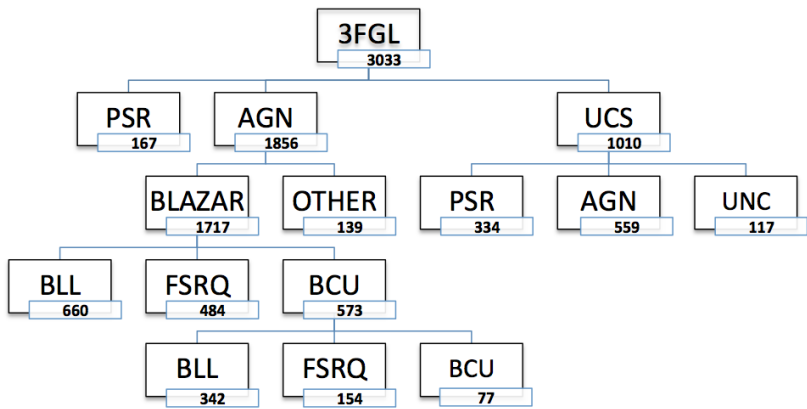 3FGL
3033
PSR
167
AGN
1856
UCS
1010
BLAZAR
1717
OTHER
139
PSR
334
AGN
559
UNC
117
BLL
660
FSRQ
484
BCU
573
BLL
342
FSRQ
154
BCU
77